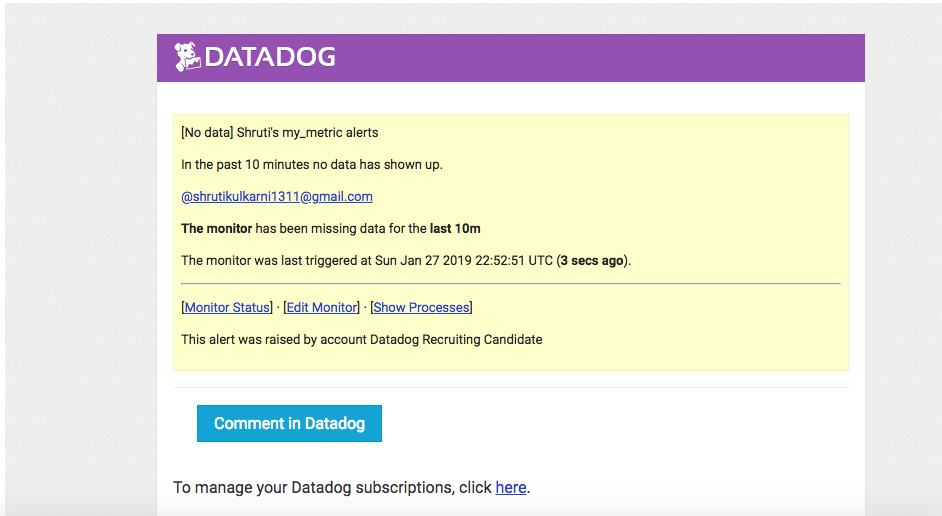 DATADOG
[No data] Shruti's my_metric alerts
In the past 10 minutes no data has shown up.
@shrutikulkarni1311@gmail.com
The monitor has been missing data for the last 10m
The monitor was last triggered at Sun Jan 27 2019 22:52:51 UTC (3 secs ago).
[Monitor Status] · [Edit Monitor] · [Show Processes]
This alert was raised by account Datadog Recruiting Candidate
Comment in Datadog
To manage your Datadog subscriptions, click here.